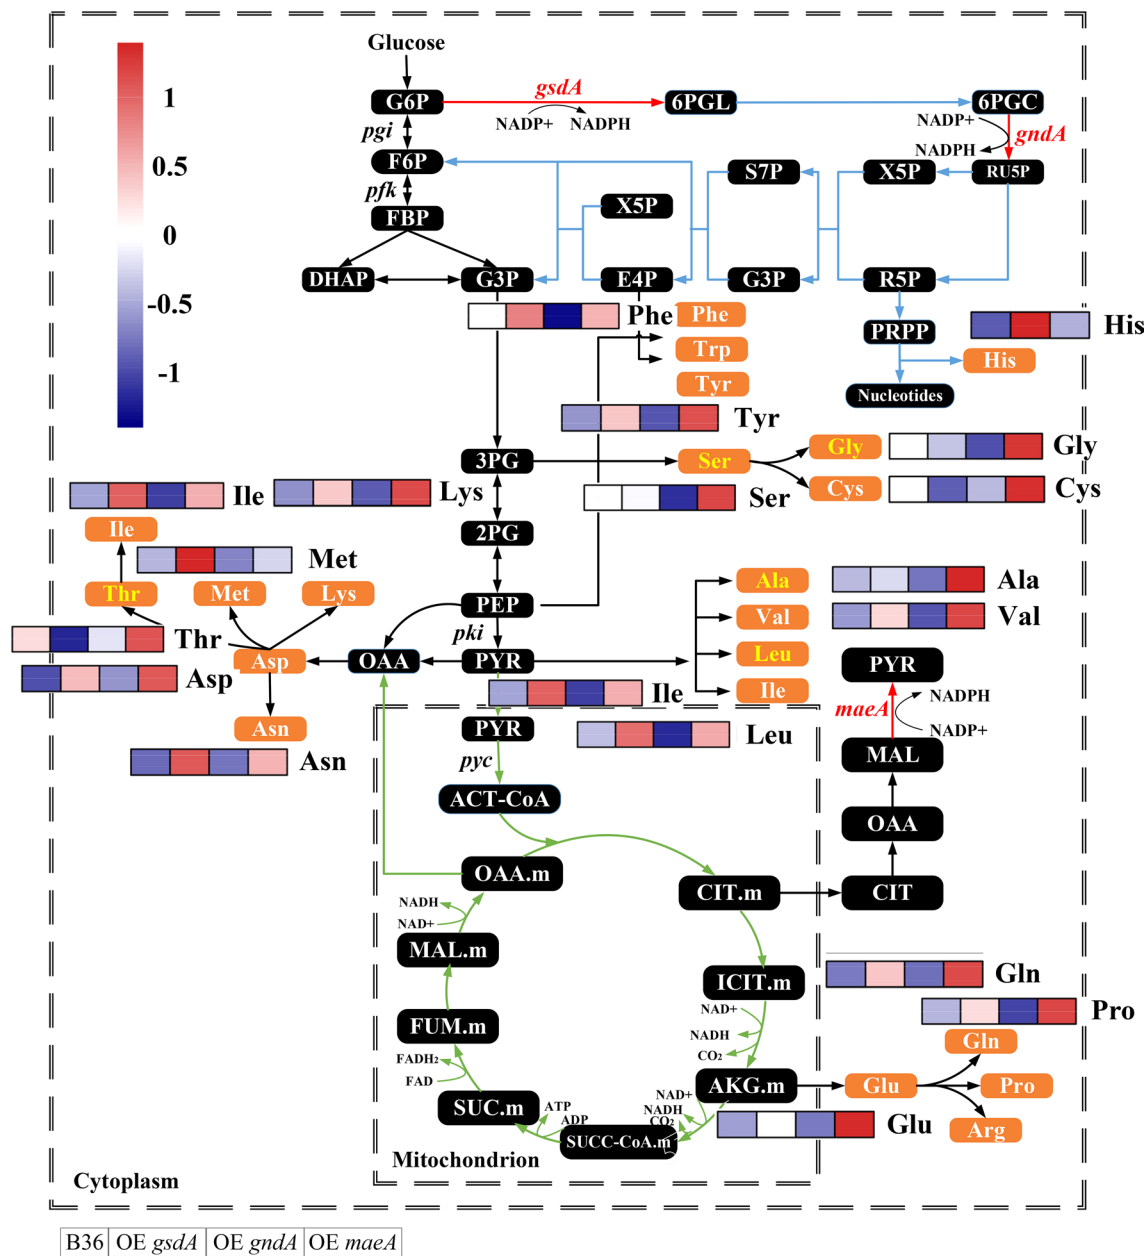 Glucose
G6P
gsdA
6PGL
6PGC
NADP+ NADPH
NADP+
gndA
NADPH
pgi
F6P
S7P
X5P
RU5P
pfk
X5P
FBP
DHAP
G3P
E4P
G3P
R5P
1
0.5
0
-0.5
-1
Phe
Phe
PRPP
His
Trp
His
Tyr
Nucleotides
Tyr
3PG
Ser
Gly
Gly
Cys
Cys
Ser
Ile
Lys
Ile
2PG
Met
Thr
Met
Lys
PEP
Ala
Ala
Val
Val
pki
Thr
Asp
OAA
PYR
Leu
PYR
Asp
Ile
Ile
NADPH
maeA
NADP+
Asn
PYR
Leu
MAL
Asn
pyc
ACT-CoA
OAA
OAA.m
CIT.m
CIT
NADH
NAD+
MAL.m
ICIT.m
Gln
NAD+
NADH
CO2
Pro
FUM.m
Gln
FADH2
FAD
AKG.m
Glu
Pro
SUC.m
NAD+
NADH
CO2
ATP
ADP
Glu
Arg
SUCC-CoA.m
Mitochondrion
Cytoplasm
B36 OE gsdA OE gndA OE maeA